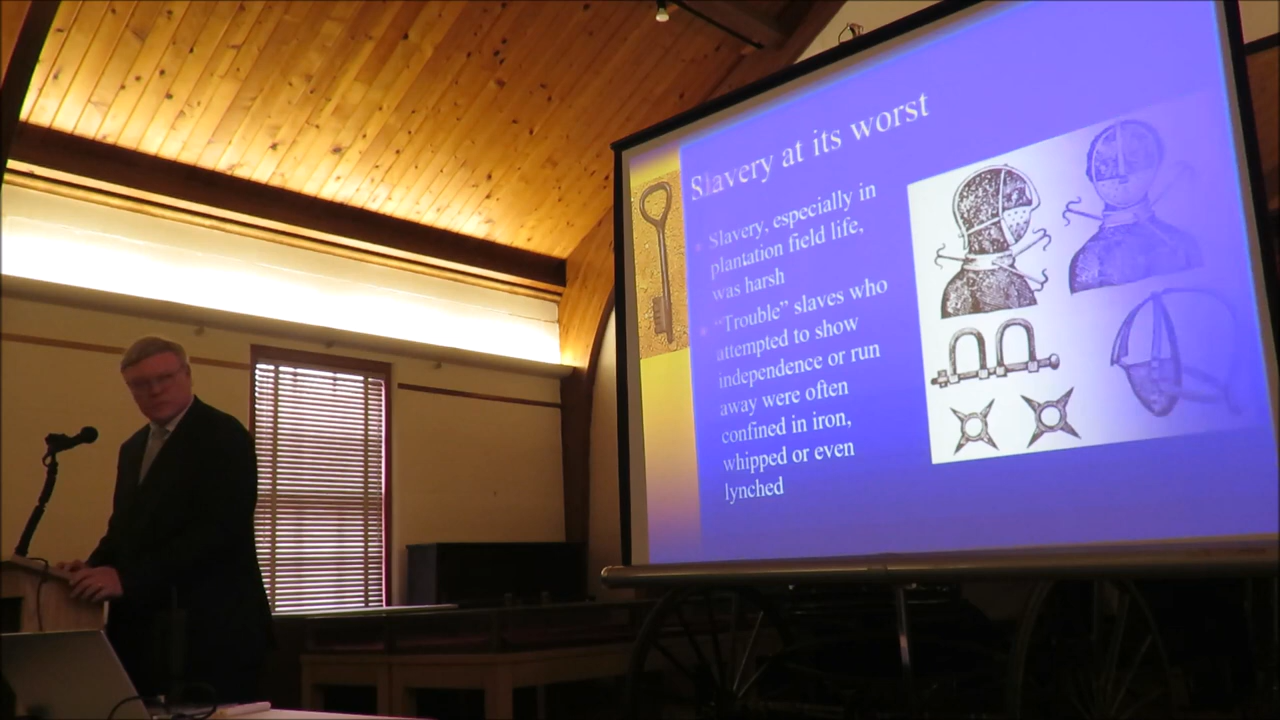 Slavery at its worst
Slavery, especially in
plantation field life,
was harsh
"Trouble" slaves who
attempted to show
independence or run
away were often
confined in iron,
whipped or even
lynched